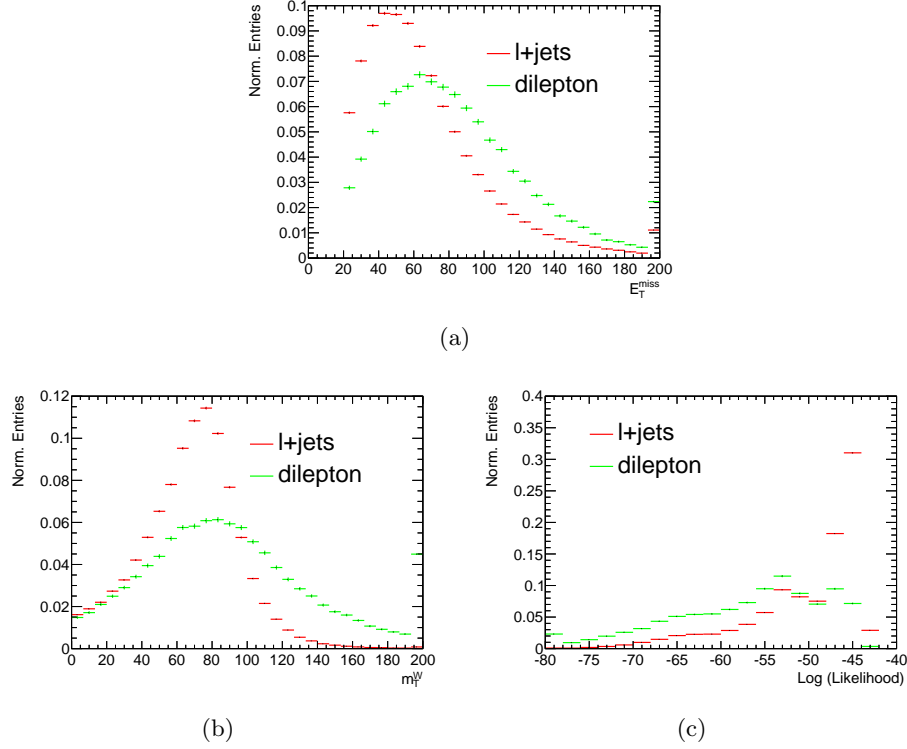 Norm. Entries
0.1
0.09
0.08
0.07
0.06
0.05
0.04
0.03
0.02
0.01
0
l+jets
dilepton
0 20 40 60 80 100 120 140 160 180 200
E_T^miss
(a)
Norm. Entries
0.12
0.1
0.08
0.06
0.04
0.02
0
l+jets
dilepton
0 20 40 60 80 100 120 140 160 180 200
m_T^W
(b)
Norm. Entries
0.4
0.35
0.3
0.25
0.2
0.15
0.1
0.05
0
l+jets
dilepton
-80 -75 -70 -65 -60 -55 -50 -45 -40
Log (Likelihood)
(c)